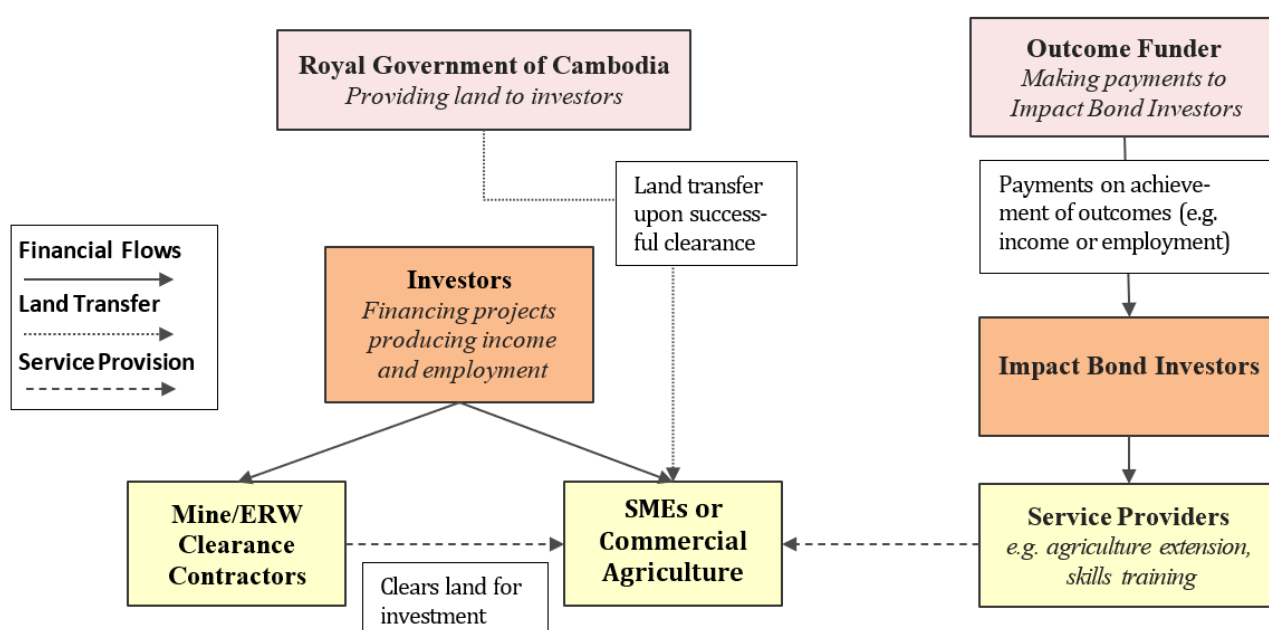 Royal Government of Cambodia
Providing land to investors
Outcome Funder
Making payments to
Impact Bond Investors
Land transfer
upon success-
ful clearance
Payments on achieve-
ment of outcomes (e.g.
income or employment)
Financial Flows
Land Transfer
Service Provision
Investors
Financing projects
producing income
and employment
Impact Bond Investors
Mine/ERW
Clearance
Contractors
Clears land for
investment
SMEs or
Commercial
Agriculture
Service Providers
e.g. agriculture extension,
skills training